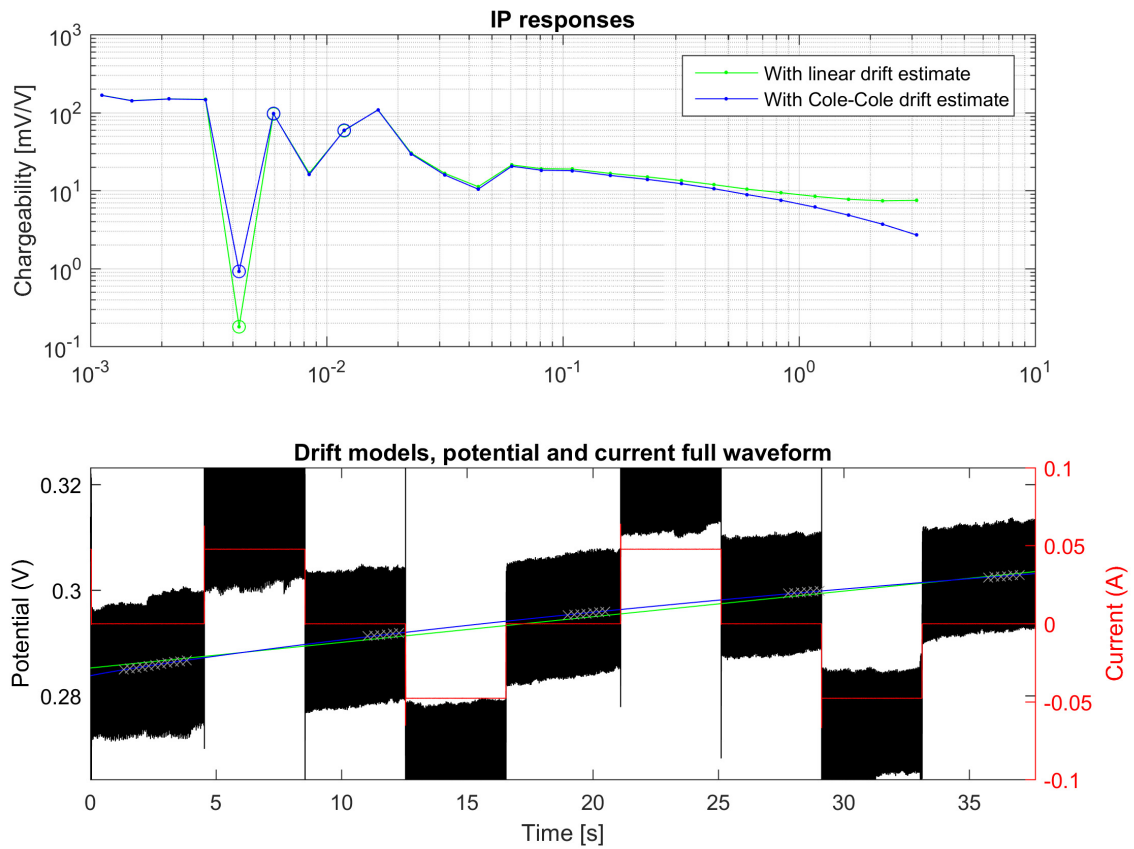 IP responses
10^3
10^2
10^1
10^0
10^-1
Chargeability [mV/V]
With linear drift estimate
With Cole-Cole drift estimate
10^-3 10^-2 10^-1 10^0 10^1
Drift models, potential and current full waveform
0.32
0.3
0.28
Potential (V)
0.1
0.05
0
-0.05
-0.1
Current (A)
0 5 10 15 20 25 30 35
Time [s]